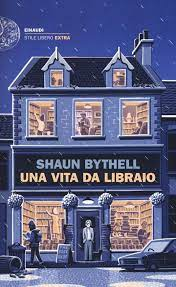 EINAUDI
STILE LIBERO EXTRA
SHAUN BYTHELL
UNA VITA DA LIBRAIO